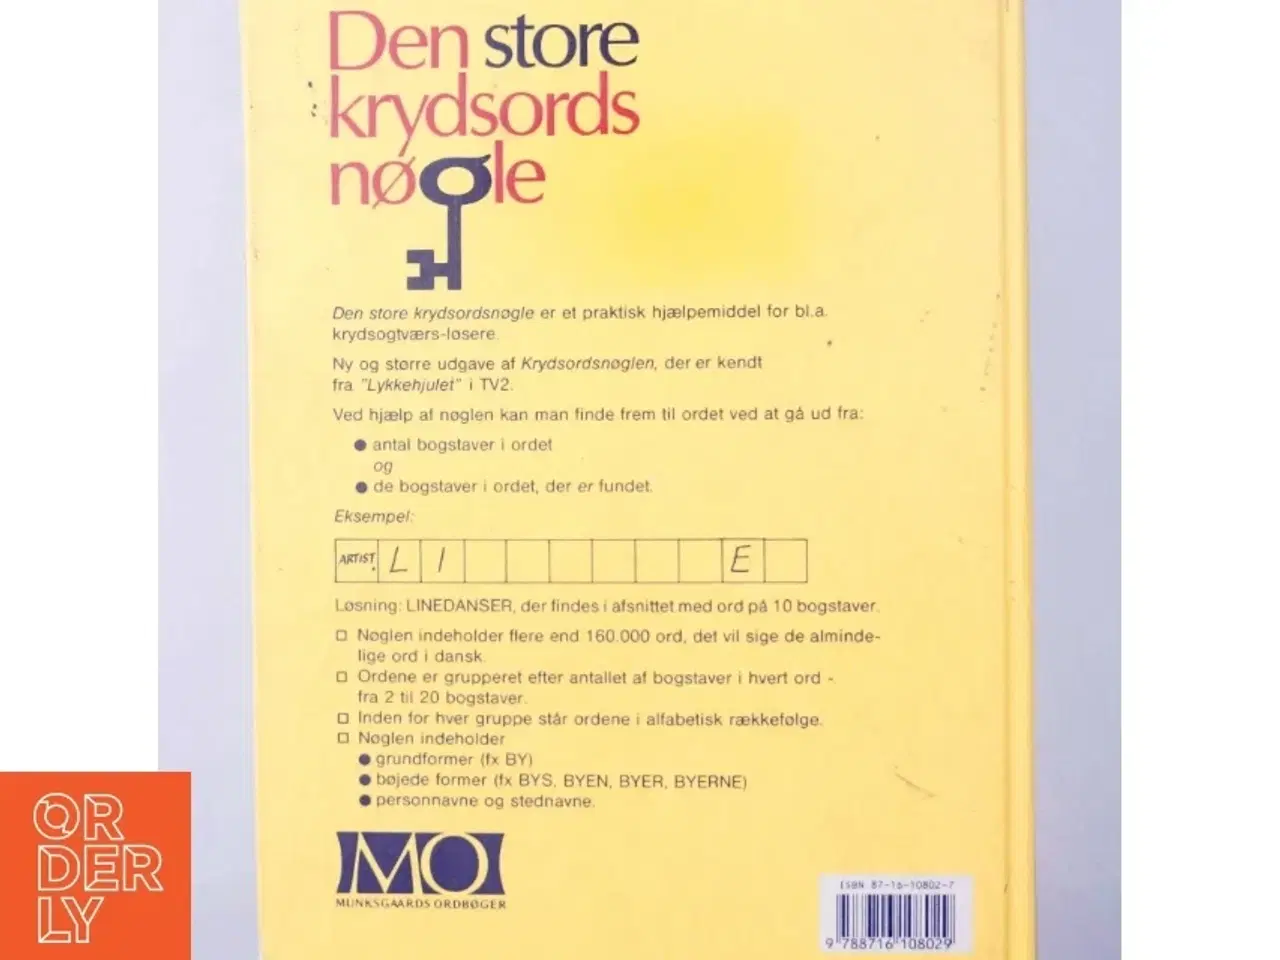 Den store
krydsords
nøgle
Den store krydsordsnøgle er et praktisk hjælpemiddel for bl.a.
krydsogtværs-løsere.
Ny og større udgave af Krydsordsnøglen, der er kendt
fra "Lykkehjulet" i TV2.
Ved hjælp af nøglen kan man finde frem til ordet ved at gå ud fra:
● antal bogstaver i ordet
og
● de bogstaver i ordet, der er fundet.
Eksempel:
ARTIST. L I E
Løsning: LINEDANSER, der findes i afsnittet med ord på 10 bogstaver.
□ Nøglen indeholder flere end 160.000 ord, det vil sige de alminde-
lige ord i dansk.
□ Ordene er grupperet efter antallet af bogstaver i hvert ord -
fra 2 til 20 bogstaver.
□ Inden for hver gruppe står ordene i alfabetisk rækkefølge.
□ Nøglen indeholder
● grundformer (fx BY)
● bøjede former (fx BYS, BYEN, BYER, BYERNE)
● personnavne og stednavne.
MO
MUNKSGAARDS ORDBØGER
ISBN 87-16-10802-7
9 788716 108029
OR
DER
LY